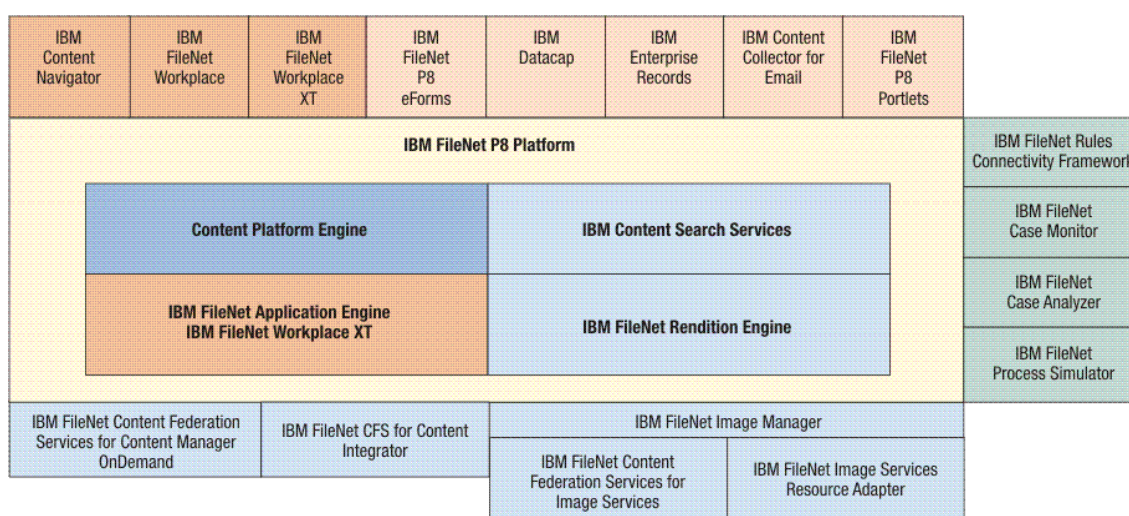 IBM
Content
Navigator
IBM
FileNet
Workplace
IBM
FileNet
Workplace
XT
IBM
FileNet
P8
eForms
IBM
Datacap
IBM
Enterprise
Records
IBM Content
Collector for
Email
IBM
FileNet
P8
Portlets
IBM FileNet P8 Platform
IBM FileNet Rules
Connectivity Framework
Content Platform Engine
IBM Content Search Services
IBM FileNet
Case Monitor
IBM FileNet Application Engine
IBM FileNet Workplace XT
IBM FileNet Rendition Engine
IBM FileNet
Case Analyzer
IBM FileNet
Process Simulator
IBM FileNet Content Federation
Services for Content Manager
OnDemand
IBM FileNet CFS for Content
Integrator
IBM FileNet Image Manager
IBM FileNet Content
Federation Services for
Image Services
IBM FileNet Image Services
Resource Adapter